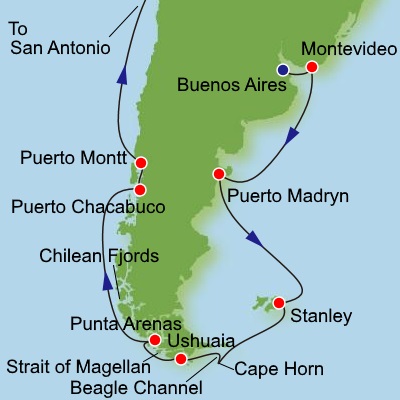 To
San Antonio
Montevideo
Buenos Aires
Puerto Montt
Puerto Madryn
Puerto Chacabuco
Chilean Fjords
Stanley
Punta Arenas
Ushuaia
Strait of Magellan
Cape Horn
Beagle Channel